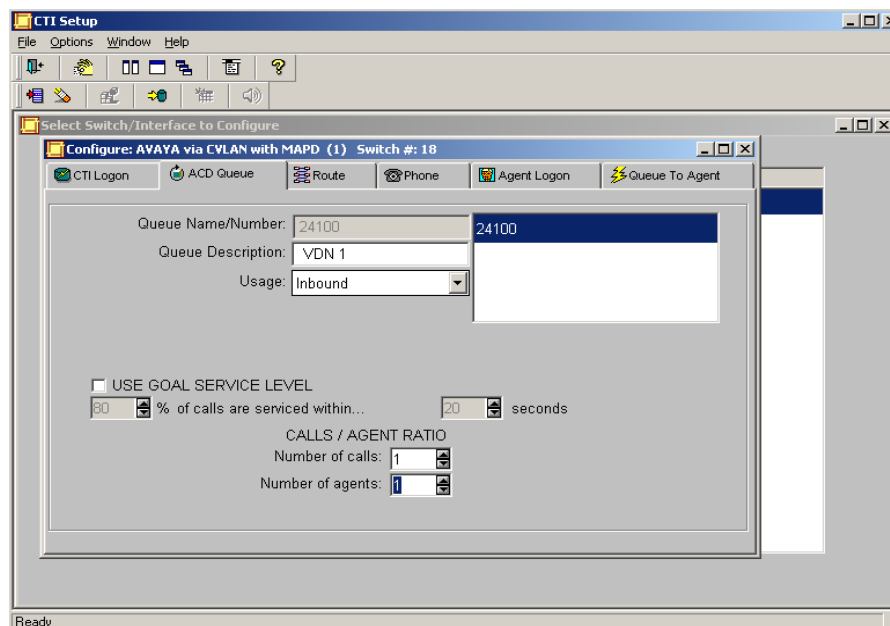 CTI Setup
File Options Window Help
Select Switch/Interface to Configure
Configure: AVAYA via CVLAN with MAPD (1) Switch #: 18
CTI Logon ACD Queue Route Phone Agent Logon Queue To Agent
Queue Name/Number: 24100 24100
Queue Description: VDN 1
Usage: Inbound
USE GOAL SERVICE LEVEL
80 % of calls are serviced within... 20 seconds
CALLS / AGENT RATIO
Number of calls: 1
Number of agents: 1
Ready